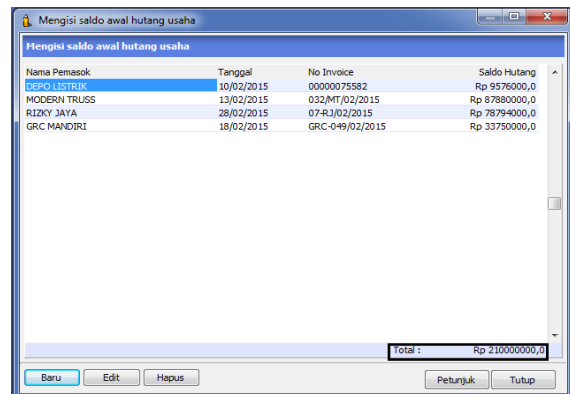 Mengisi saldo awal hutang usaha
Mengisi saldo awal hutang usaha
Nama Pemasok Tanggal No Invoice Saldo Hutang
DEPO LISTRIK 10/02/2015 00000075582 Rp 9576000,0
MODERN TRUSS 13/02/2015 032/MT/02/2015 Rp 87880000,0
RIZKY JAYA 28/02/2015 07-RJ/02/2015 Rp 78794000,0
GRC MANDIRI 18/02/2015 GRC-049/02/2015 Rp 33750000,0
Total : Rp 210000000,0
Baru Edit Hapus Petunjuk Tutup